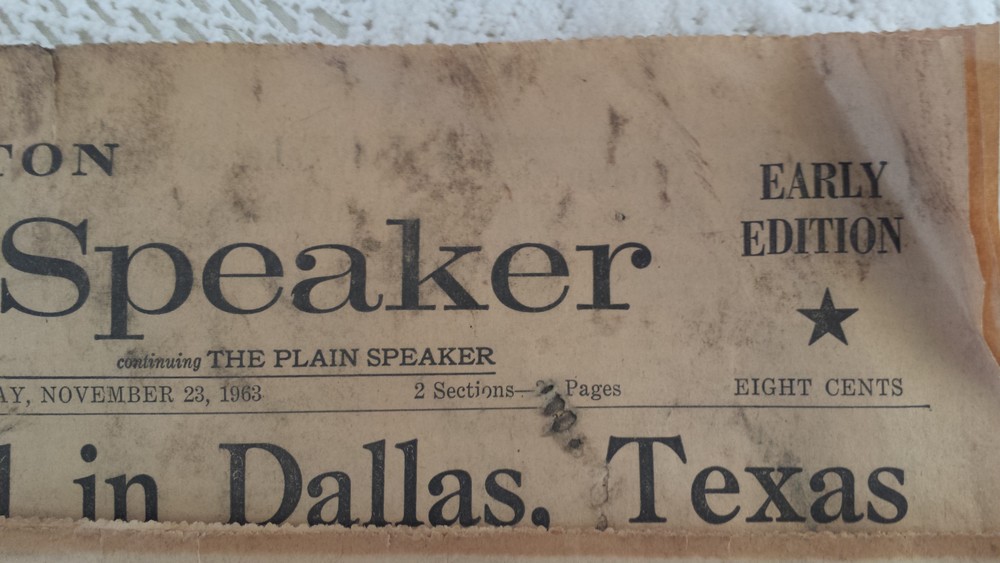 TON
EARLY
EDITION
Speaker
continuing THE PLAIN SPEAKER
AY, NOVEMBER 23, 1963 2 Sections— Pages EIGHT CENTS
in Dallas, Texas